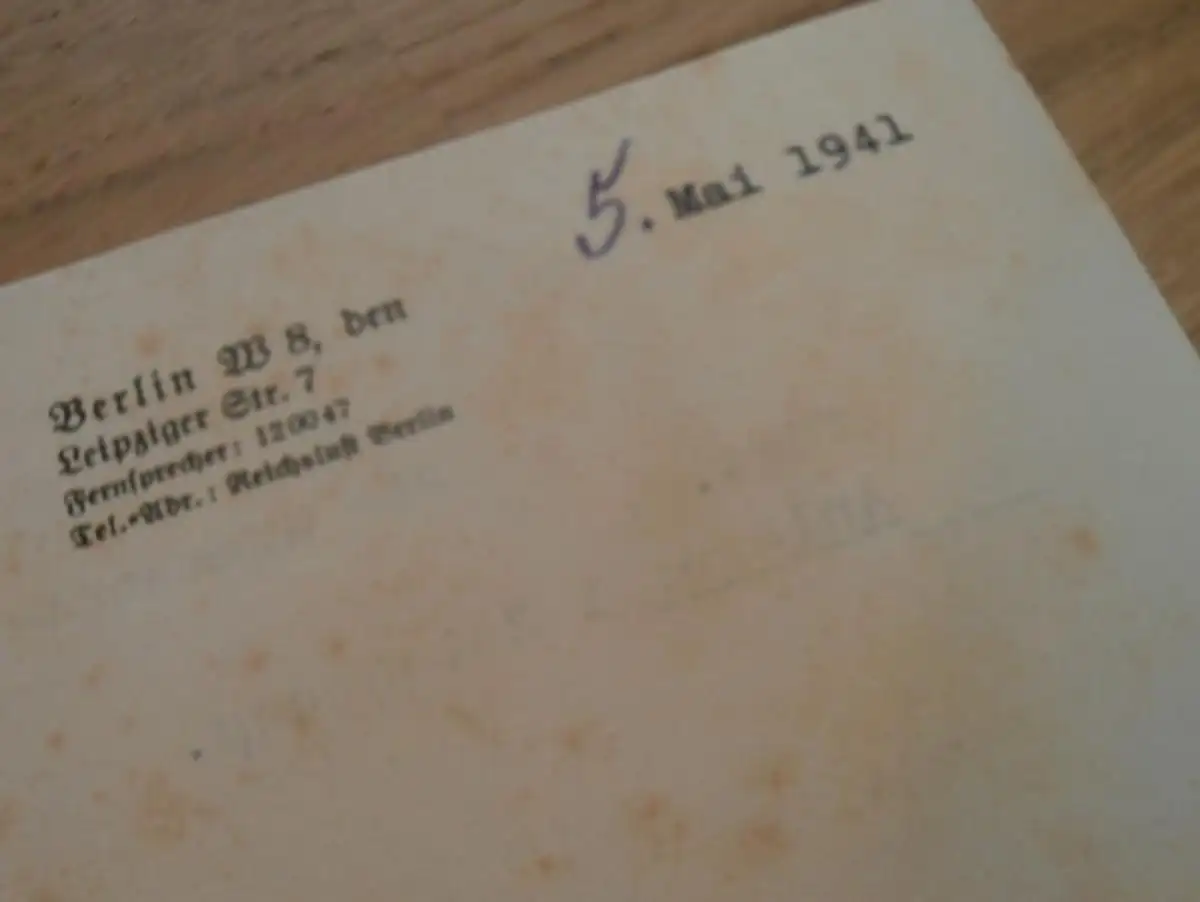 5. Mai 1941
Berlin W 8, den
Leipziger Str. 7
Fernsprecher: 120047
Tel.-Adr.: Reichsluft Berlin